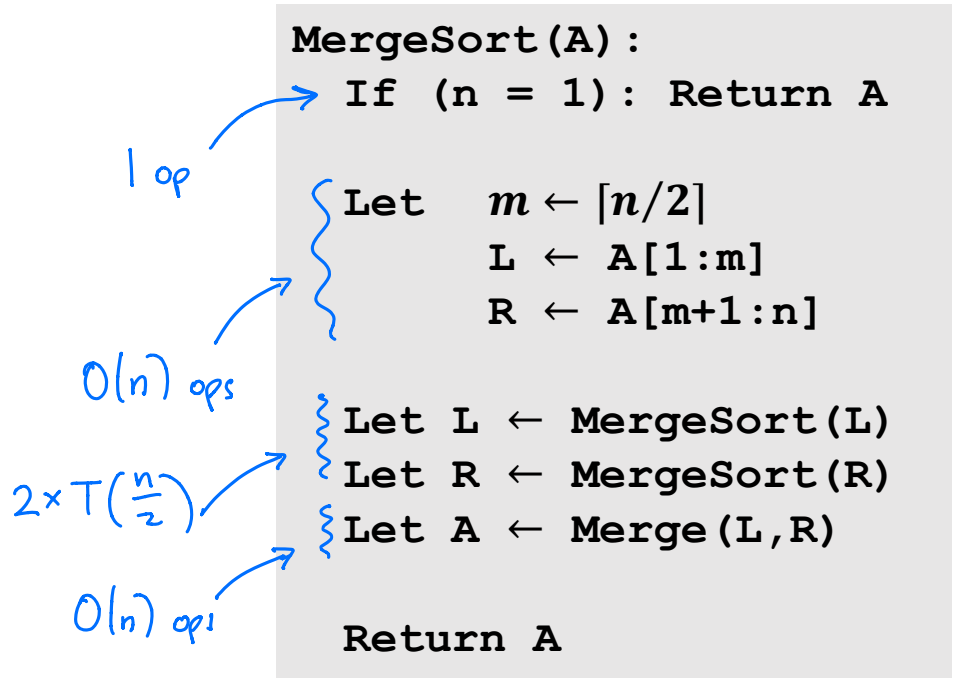 MergeSort(A):
If (n = 1): Return A
1 op
Let m ← ⌈n/2⌉
L ← A[1:m]
R ← A[m+1:n]
O(n) ops
Let L ← MergeSort(L)
Let R ← MergeSort(R)
2 × T(n/2)
Let A ← Merge(L,R)
O(n) ops
Return A